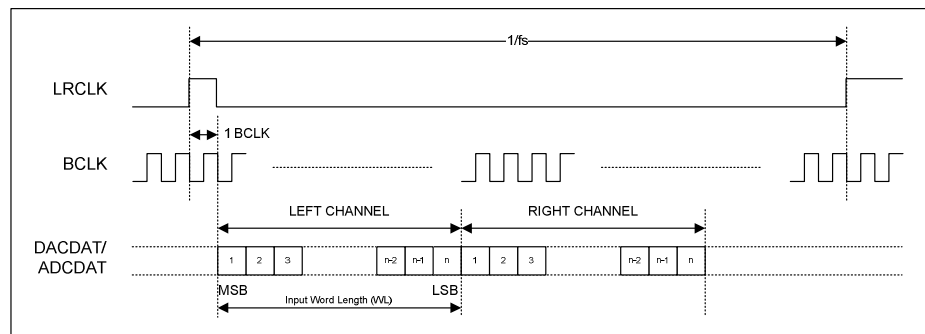 1/fs
LRCLK
1 BCLK
BCLK
LEFT CHANNEL
RIGHT CHANNEL
DACDAT/
ADCDAT
1 2 3 n-2 n-1 n 1 2 3 n-2 n-1 n
MSB
LSB
Input Word Length (WL)